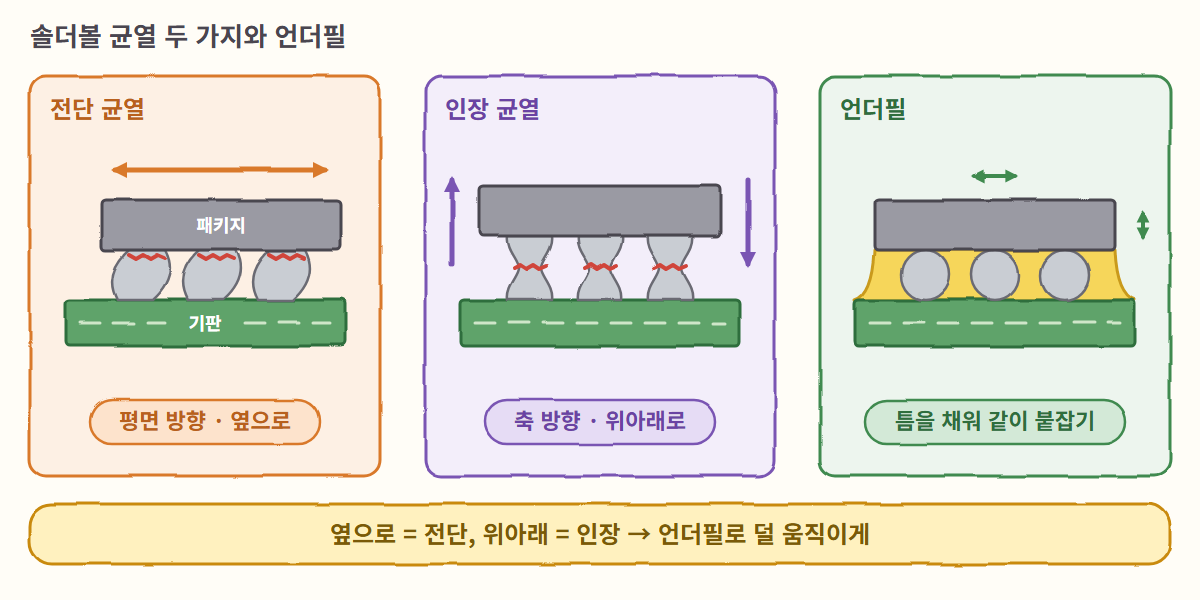 솔더볼 균열 두 가지와 언더필
전단 균열
패키지
기판
평면 방향 · 옆으로
인장 균열
축 방향 · 위아래로
언더필
틈을 채워 같이 붙잡기
옆으로 = 전단, 위아래 = 인장 → 언더필로 덜 움직이게